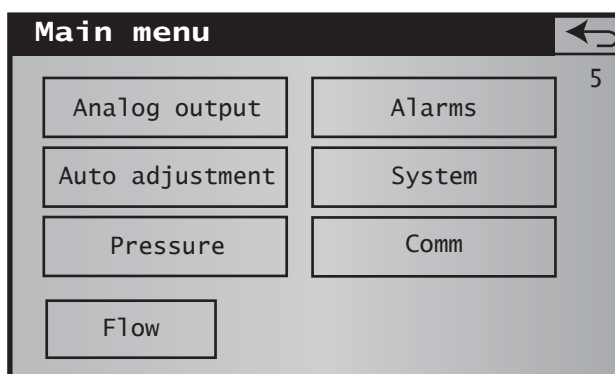 Main menu
5
Analog output
Alarms
Auto adjustment
System
Pressure
Comm
Flow